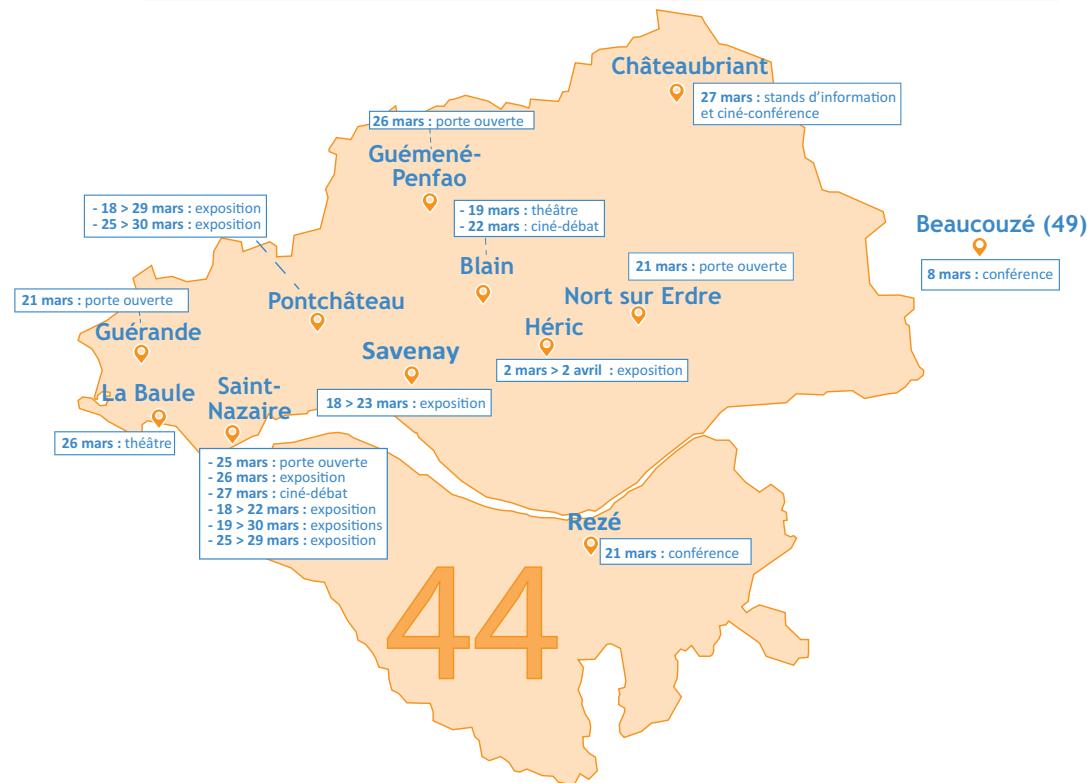 Châteaubriant
27 mars : stands d'information
et ciné-conférence
26 mars : porte ouverte
Guémené-
Penfao
- 18 > 29 mars : exposition
- 25 > 30 mars : exposition
- 19 mars : théâtre
- 22 mars : ciné-débat
Beaucouzé (49)
8 mars : conférence
Blain
21 mars : porte ouverte
Nort sur Erdre
Pontchâteau
21 mars : porte ouverte
Guérande
Héric
2 mars > 2 avril : exposition
Savenay
18 > 23 mars : exposition
La Baule
26 mars : théâtre
Saint-
Nazaire
- 25 mars : porte ouverte
- 26 mars : exposition
- 27 mars : ciné-débat
- 18 > 22 mars : exposition
- 19 > 30 mars : expositions
- 25 > 29 mars : exposition
Rezé
21 mars : conférence
44